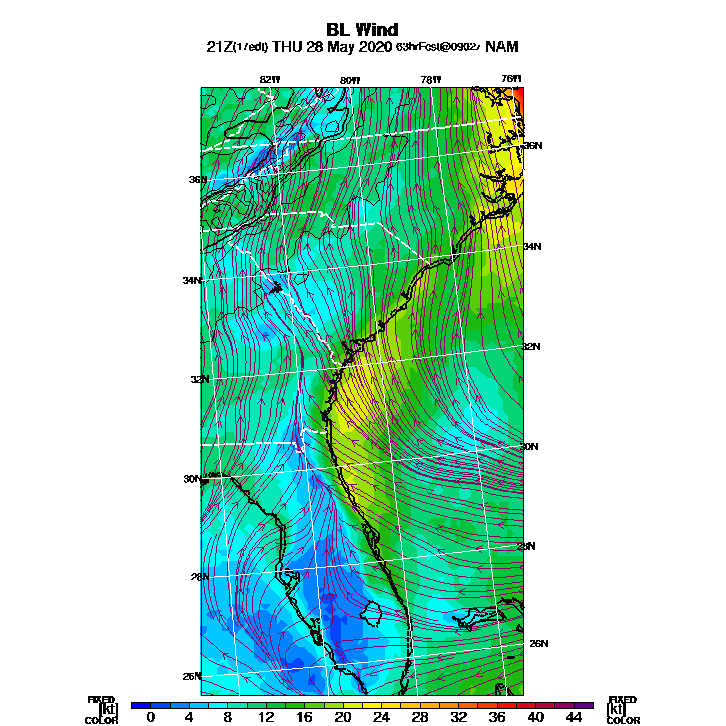 BL Wind
21Z(17edt) THU 28 May 2020 NAM
82W 80W 78W 76W
36N
36N
34N
34N
32N
32N
30N
30N
28N
28N
26N
26N
FIXED FIXED
[kt] 0 4 8 12 16 20 24 28 32 36 40 44 [kt]
COLOR COLOR